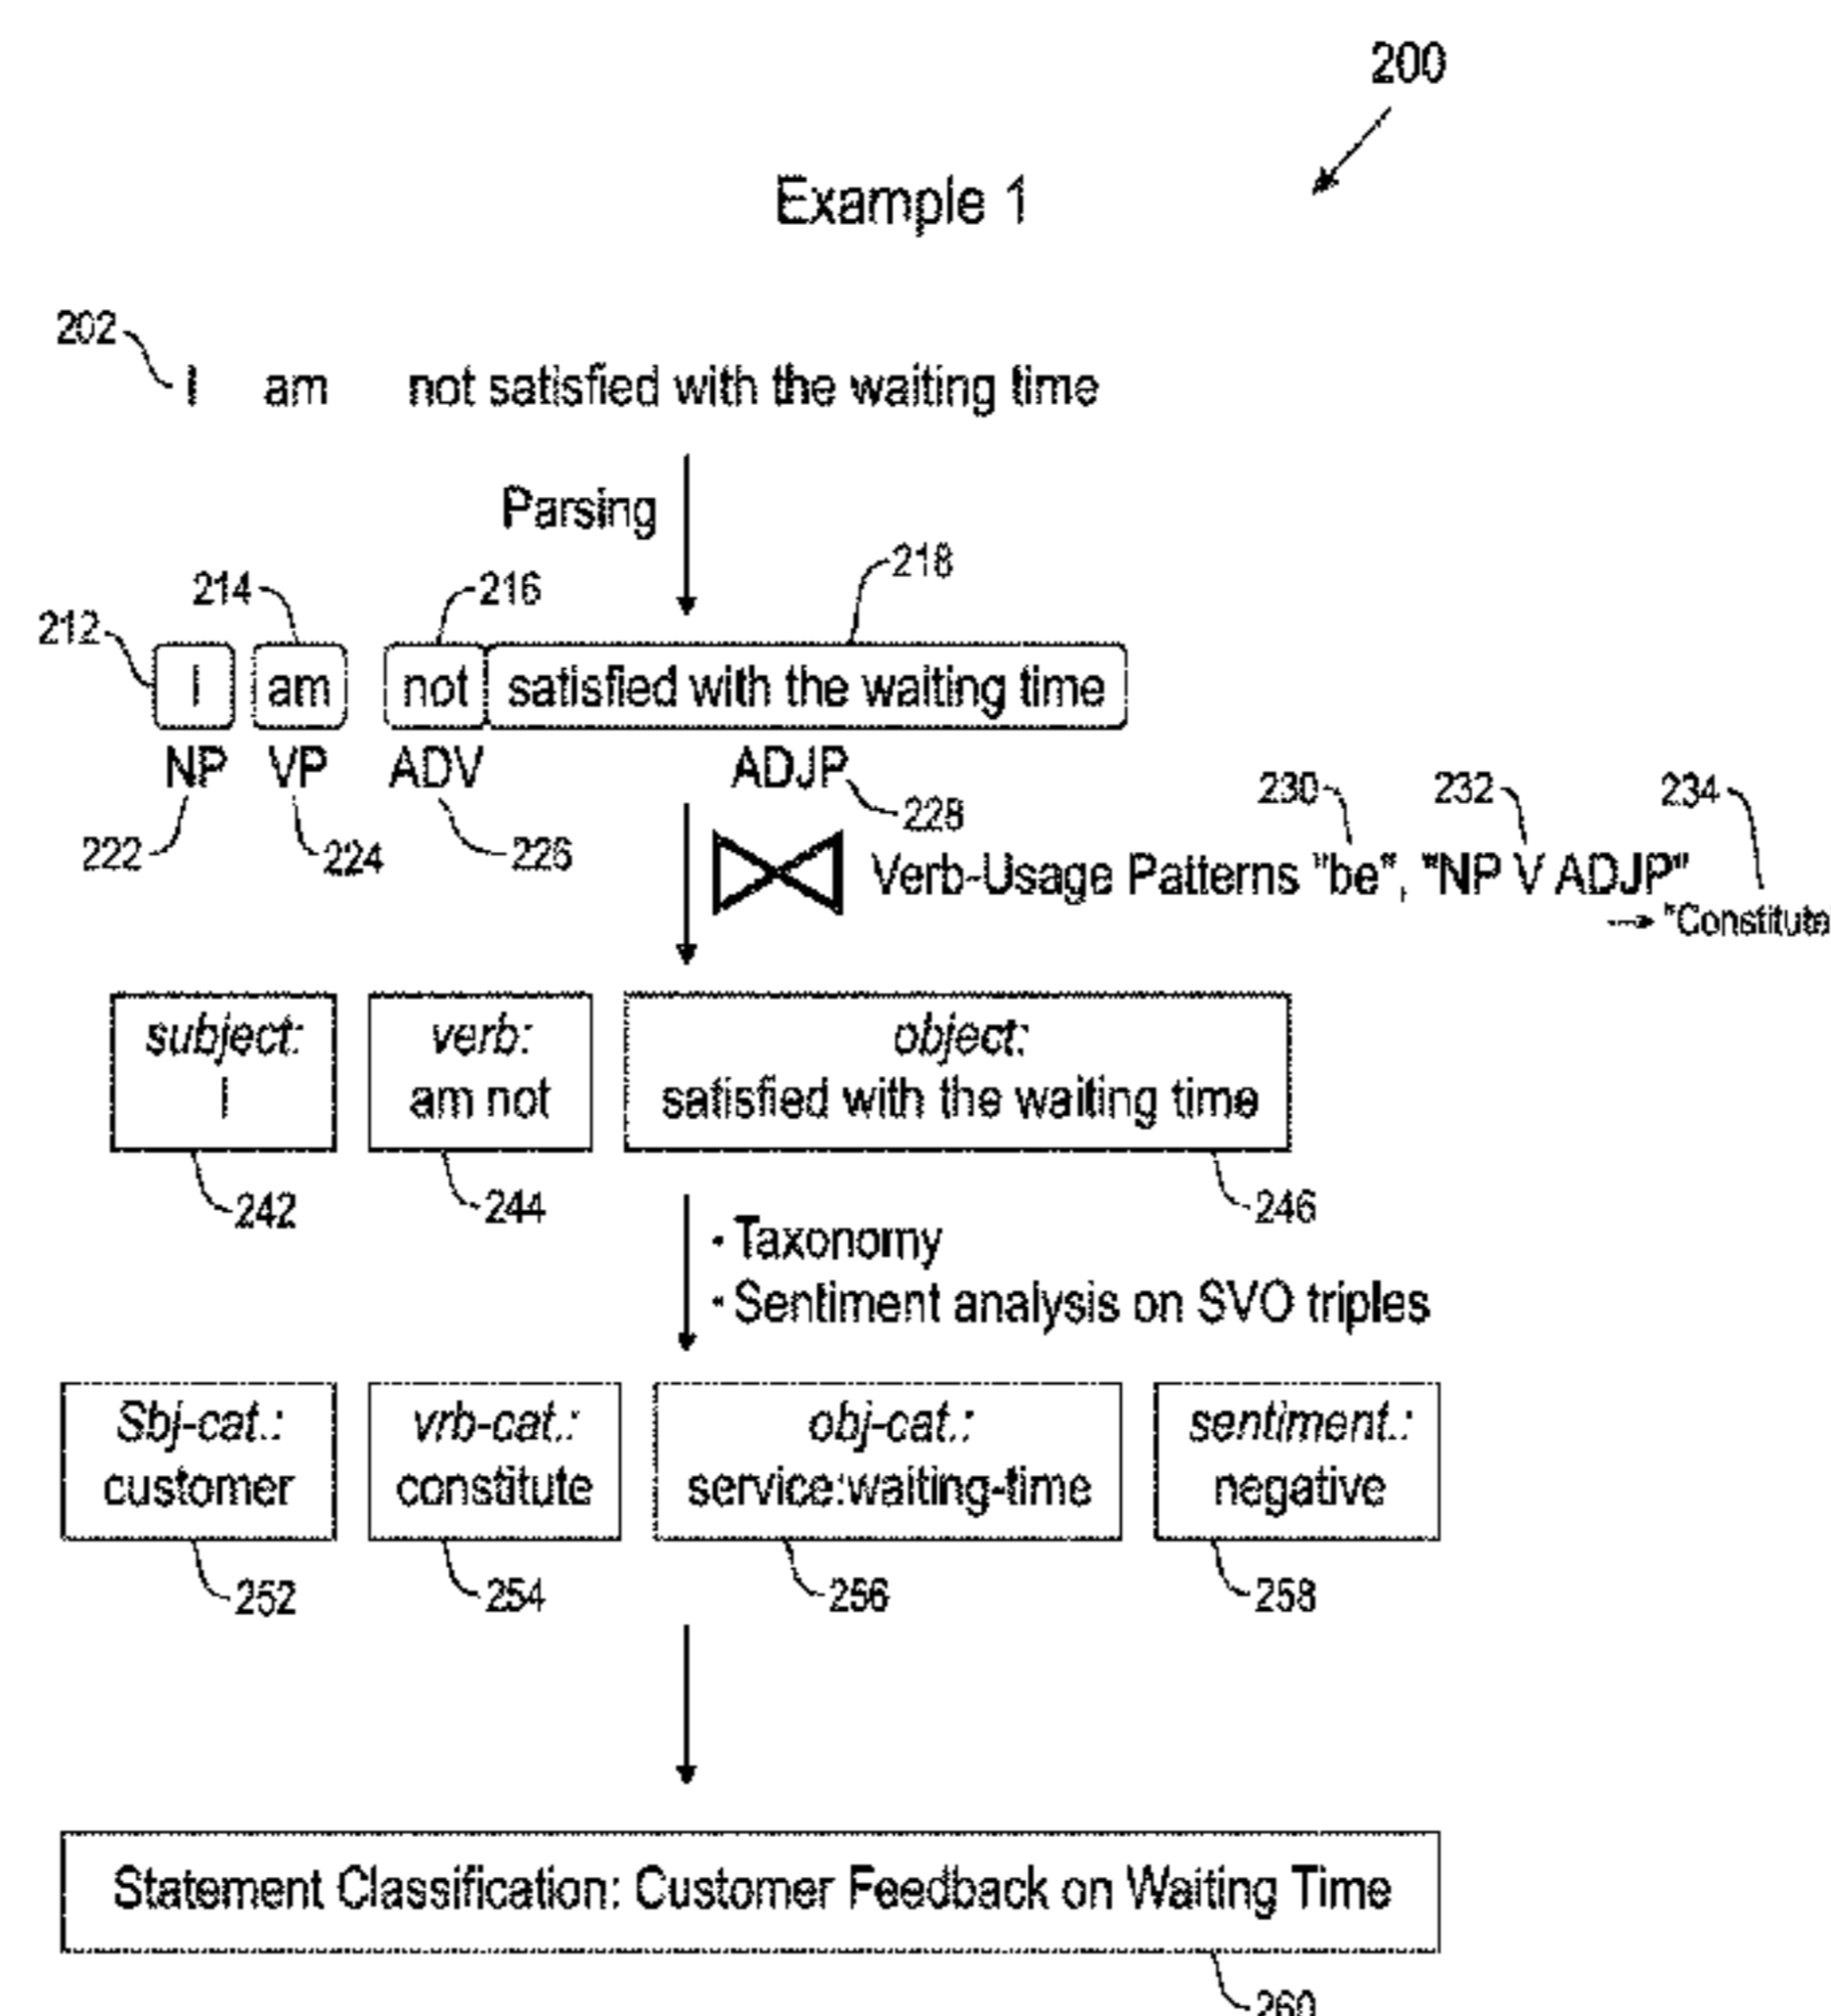 200
Example 1
202
I am not satisfied with the waiting time
Parsing
214 216 218
212
I am not satisfied with the waiting time
NP VP ADV ADJP
222 224 226 228 230 232 234
Verb-Usage Patterns "be", "NP V ADJP"
"Constitute
subject: verb: object:
I am not satisfied with the waiting time
242 244 246
· Taxonomy
· Sentiment analysis on SVO triples
Sbj-cat.: vrb-cat.: obj-cat.: sentiment.:
customer constitute service:waiting-time negative
252 254 256 258
Statement Classification: Customer Feedback on Waiting Time
260